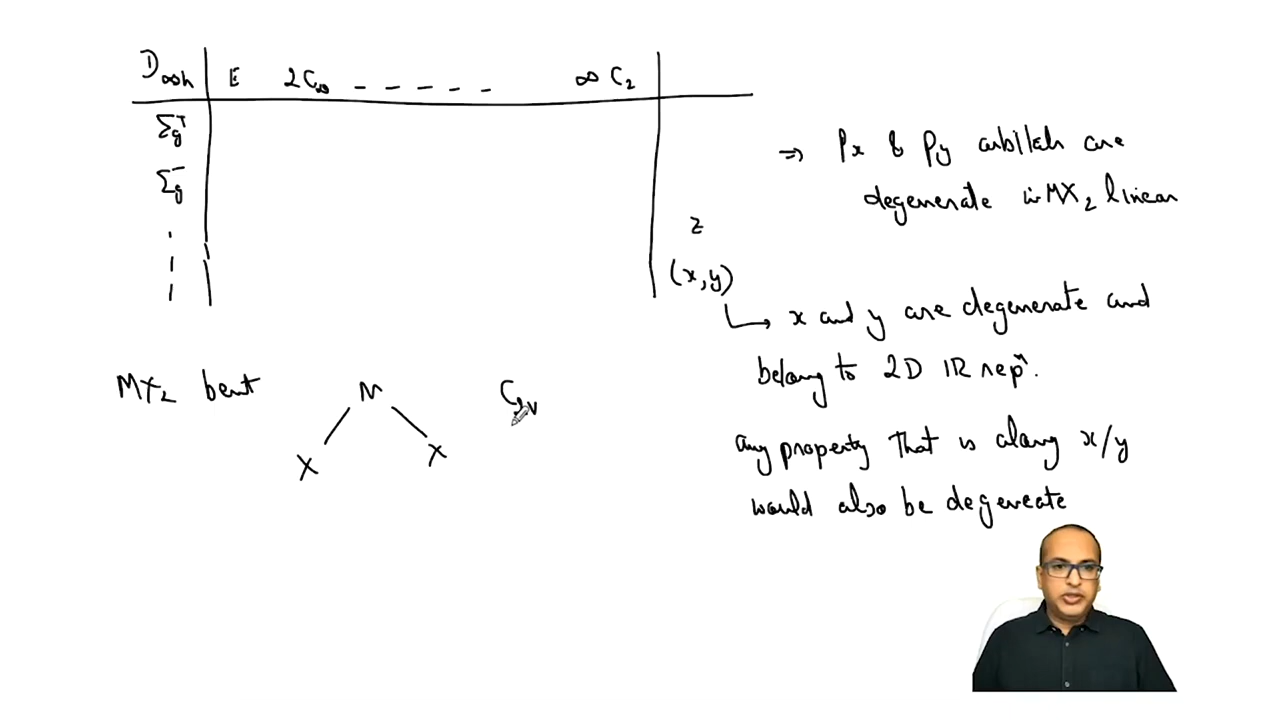 D∞h E 2C∞ - - - - - ∞ C2
Σg+
Σg-
z
(x,y)
⇒ Px & Py orbitals are
degenerate in MX2 linear
↳ x and y are degenerate and
belong to 2D IR repn.
any property that is along x/y
would also be degenerate
MX2 bent
M
X X
C2v